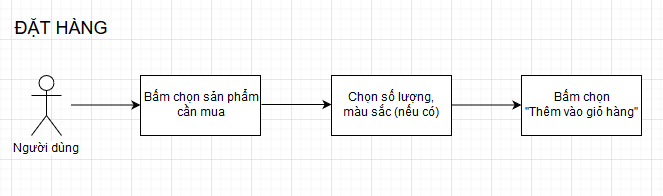 ĐẶT HÀNG
Bấm chọn sản phẩm
cần mua
Chọn số lượng,
màu sắc (nếu có)
Bấm chọn
"Thêm vào giỏ hàng"
Người dùng